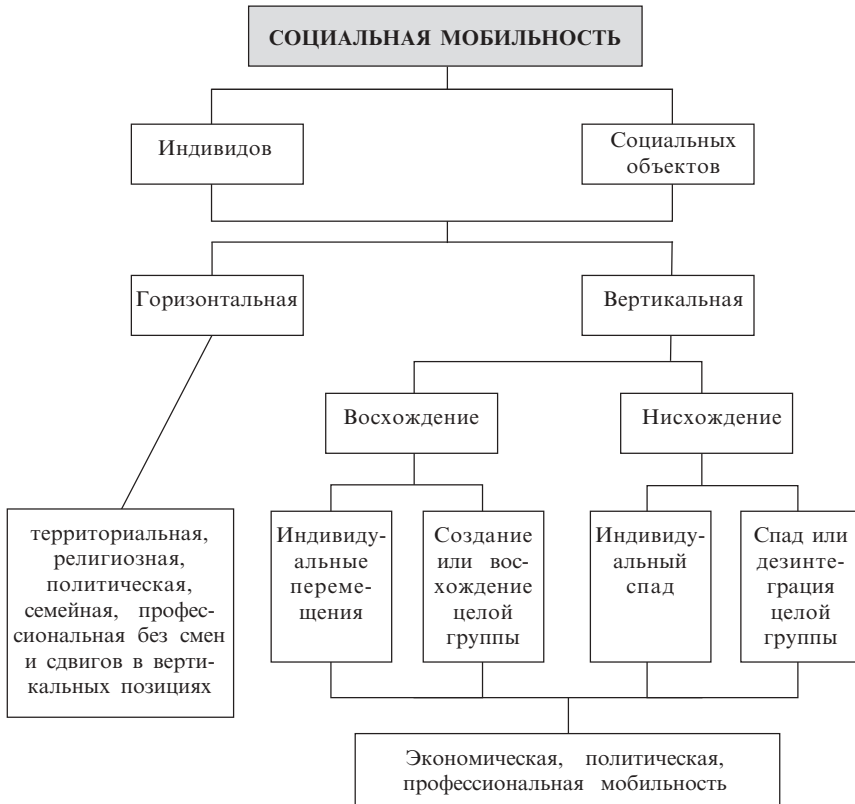 СОЦИАЛЬНАЯ МОБИЛЬНОСТЬ
Индивидов
Социальных
объектов
Горизонтальная
Вертикальная
Восхождение
Нисхождение
территориальная,
религиозная,
политическая,
семейная, профес-
сиональная без смен
и сдвигов в верти-
кальных позициях
Индивиду-
альные
переме-
щения
Создание
или вос-
хождение
целой
группы
Индивиду-
альный
спад
Спад или
дезинте-
грация
целой
группы
Экономическая, политическая,
профессиональная мобильность